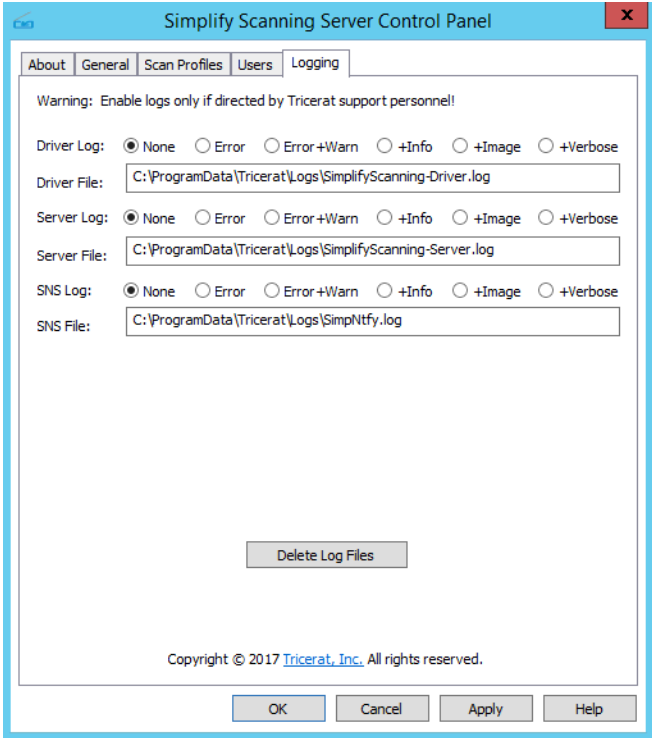 Simplify Scanning Server Control Panel
x
About General Scan Profiles Users Logging
Warning: Enable logs only if directed by Tricerat support personnel!
Driver Log: None Error Error+Warn +Info +Image +Verbose
Driver File: C:\ProgramData\Tricerat\Logs\SimplifyScanning-Driver.log
Server Log: None Error Error+Warn +Info +Image +Verbose
Server File: C:\ProgramData\Tricerat\Logs\SimplifyScanning-Server.log
SNS Log: None Error Error+Warn +Info +Image +Verbose
SNS File: C:\ProgramData\Tricerat\Logs\SimpNtfy.log
Delete Log Files
Copyright © 2017 Tricerat, Inc. All rights reserved.
OK Cancel Apply Help